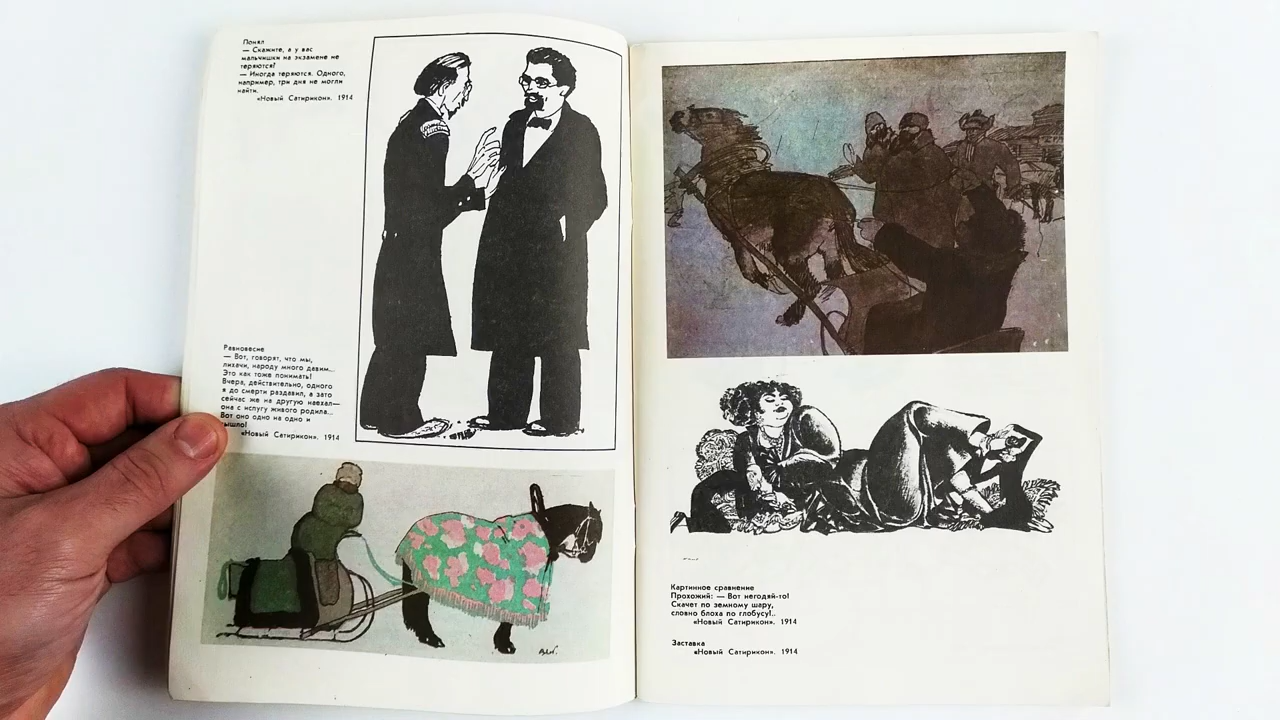 Понял
— Скажите, а у вас
мальчишки на экзамене не
теряются?
— Иногда теряются. Одного,
например, три дня не могли
найти.
«Новый Сатирикон». 1914
Равновесие
— Вот, говорят, что мы,
лихачи, народу много давим...
Это как тоже понимать!
Вчера, действительно, одного
я до смерти раздавил, а зато
сейчас же на другую наехал—
она с испугу живого родила...
Вот оно одно на одно и
«Новый Сатирикон». 1914
Картинное сравнение
Прохожий: — Вот негодяй-то!
Скачет по земному шару,
словно блоха по глобусу!..
«Новый Сатирикон». 1914
Заставка
«Новый Сатирикон». 1914